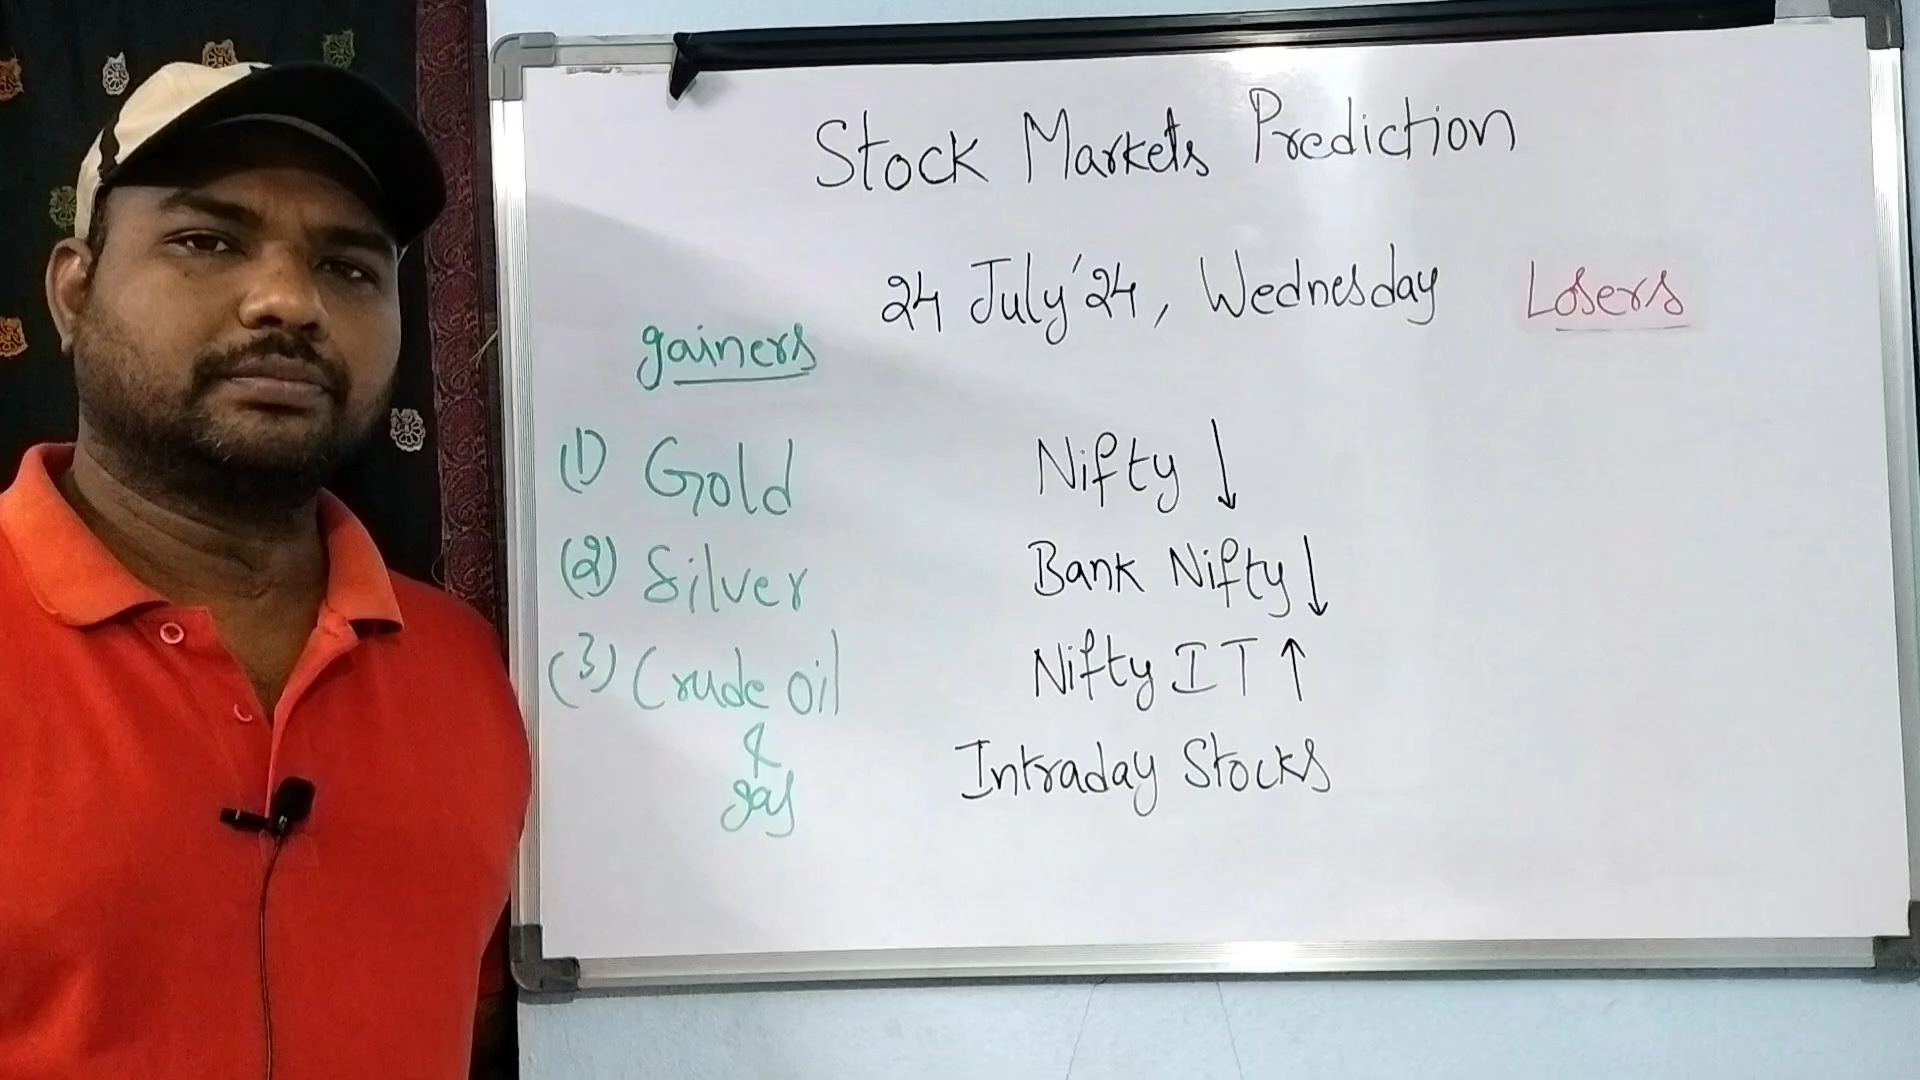 Stock Markets Prediction
24 July'24, Wednesday
Losers
gainers
(1) Gold
(2) Silver
(3) Crude oil
&
gas
Nifty ↓
Bank Nifty ↓
Nifty IT ↑
Intraday Stocks